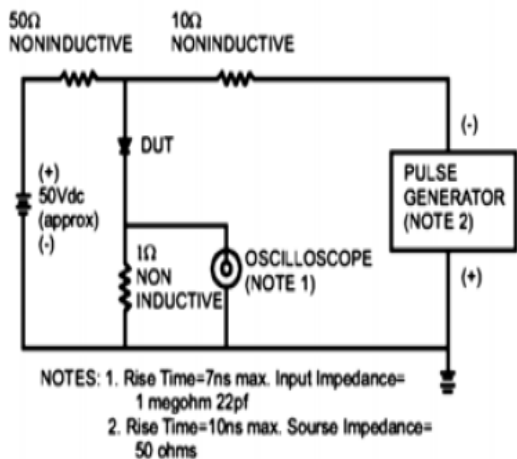 50Ω
NONINDUCTIVE
10Ω
NONINDUCTIVE
(-)
DUT
(+)
50Vdc
(approx)
(-)
PULSE
GENERATOR
(NOTE 2)
1Ω
NON
INDUCTIVE
OSCILLOSCOPE
(NOTE 1)
(+)
NOTES: 1. Rise Time=7ns max. Input Impedance=
1 megohm 22pf
2. Rise Time=10ns max. Sourse Impedance=
50 ohms